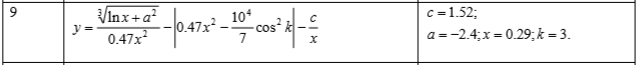 9
y = ∛(ln x + a²) / 0.47x² − |0.47x² − 10⁴/7 − cos² k| − c/x
c = 1.52;
a = −2.4; x = 0.29; k = 3.